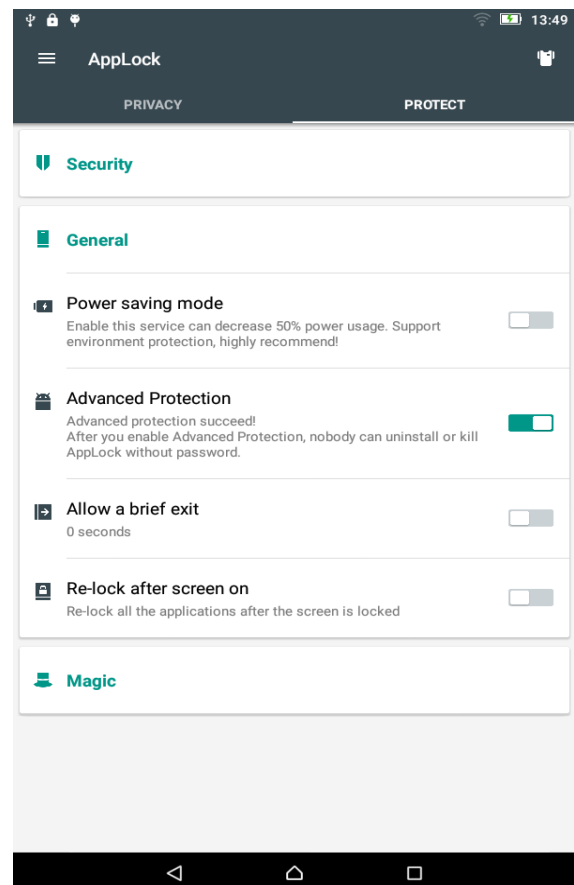 13:49
AppLock
PRIVACY
PROTECT
Security
General
Power saving mode
Enable this service can decrease 50% power usage. Support
environment protection, highly recommend!
Advanced Protection
Advanced protection succeed!
After you enable Advanced Protection, nobody can uninstall or kill
AppLock without password.
Allow a brief exit
0 seconds
Re-lock after screen on
Re-lock all the applications after the screen is locked
Magic